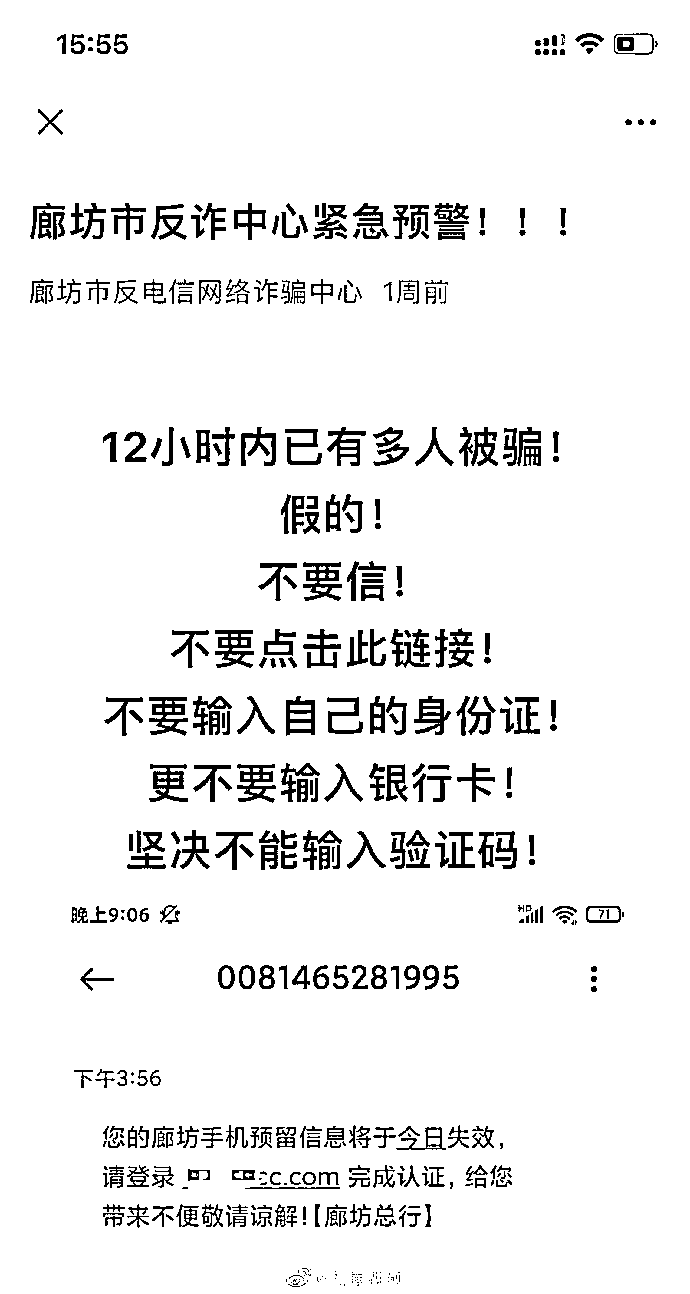 15:55
廊坊市反诈中心紧急预警！！！
廊坊市反电信网络诈骗中心 1周前
12小时内已有多人被骗！
假的！
不要信！
不要点击此链接！
不要输入自己的身份证！
更不要输入银行卡！
坚决不能输入验证码！
晚上9:06
71
0081465281995
下午3:56
您的廊坊手机预留信息将于今日失效，
请登录 cc.com 完成认证，给您
带来不便敬请谅解！【廊坊总行】